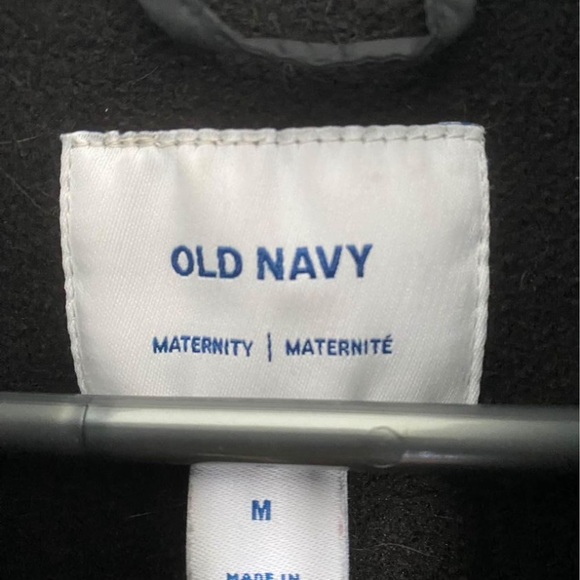 OLD NAVY
MATERNITY | MATERNITÉ
M
MADE IN